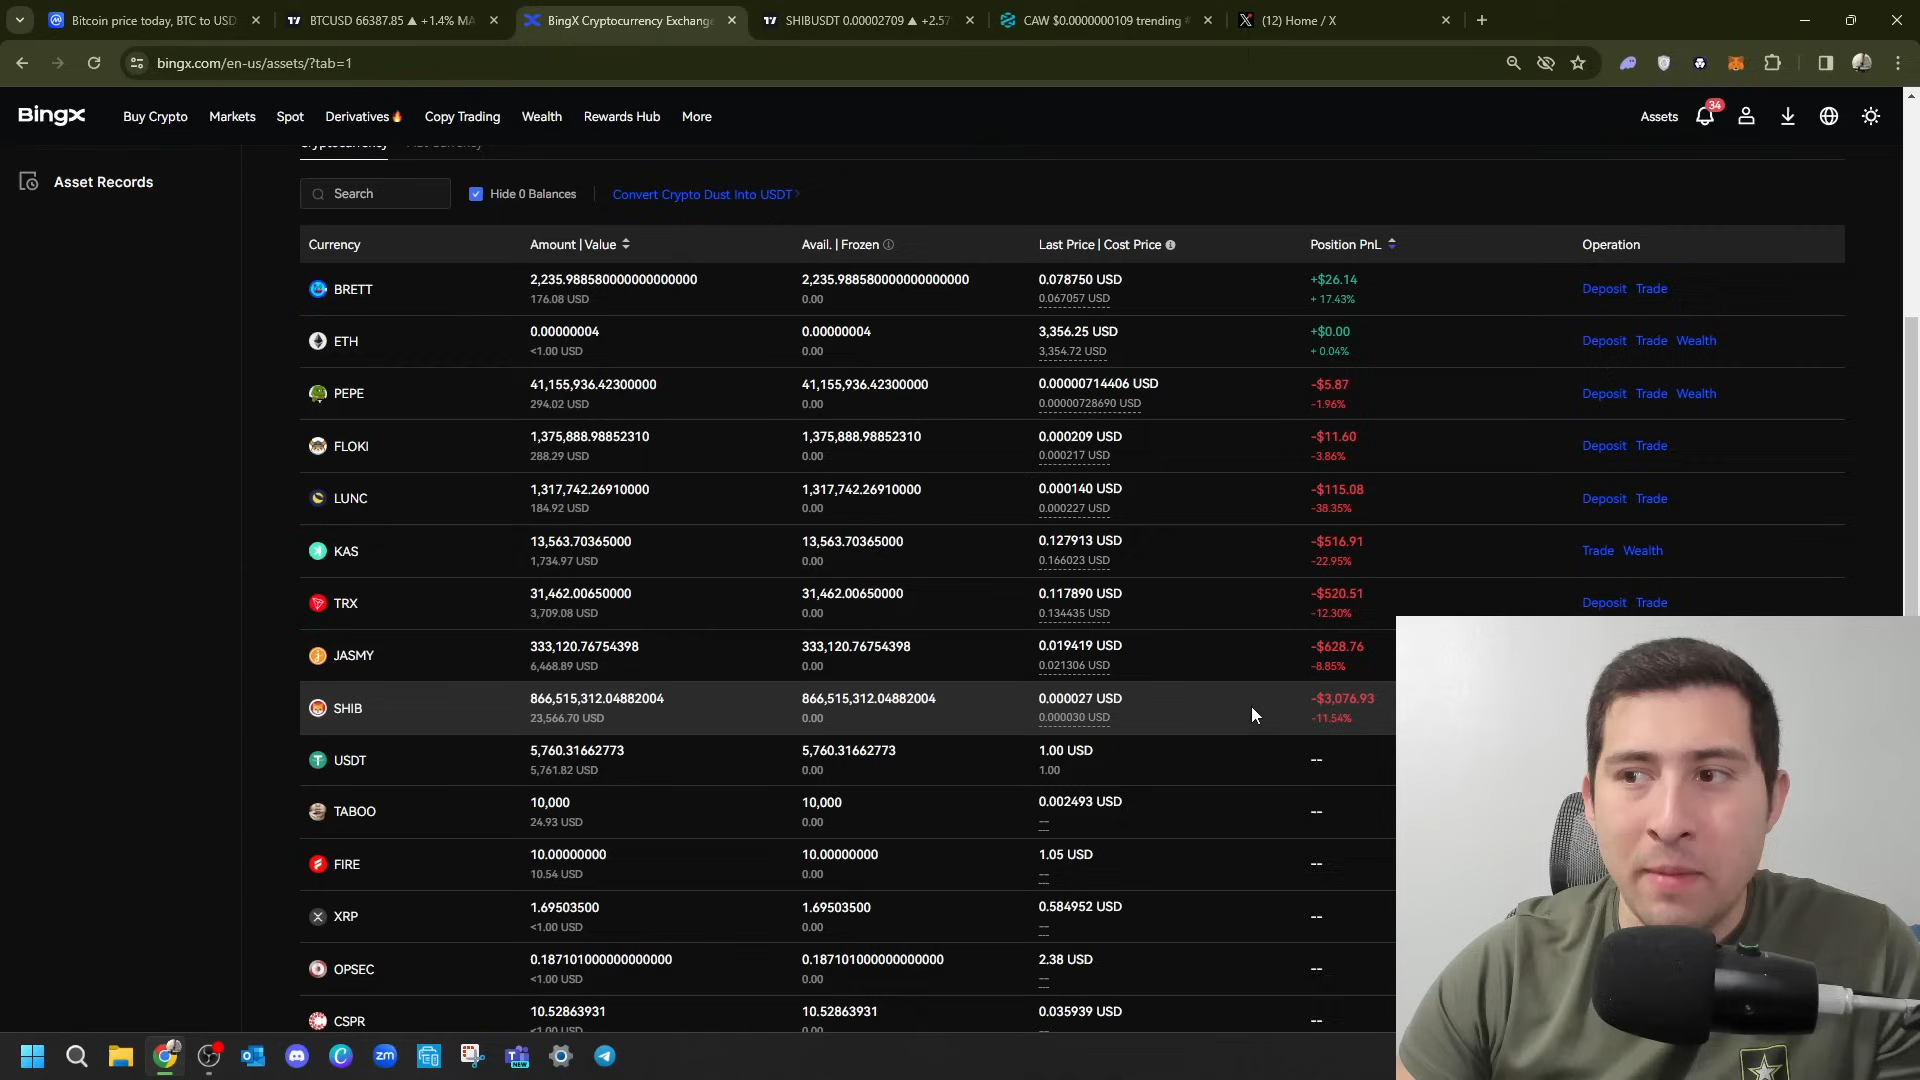 Bitcoin price today, BTC to USD
BTCUSD 66387.85 ▲ +1.4% MA
BingX Cryptocurrency Exchange
SHIBUSDT 0.00002709 ▲ +2.57
CAW $0.0000000109 trending
(12) Home / X
bingx.com/en-us/assets/?tab=1
BingX
Buy Crypto Markets Spot Derivatives Copy Trading Wealth Rewards Hub More
Assets 34
Asset Records
Search Hide 0 Balances Convert Crypto Dust Into USDT
Currency Amount | Value Avail. | Frozen Last Price | Cost Price Position PnL Operation
BRETT 2,235.988580000000000000 2,235.988580000000000000 0.078750 USD +$26.14 Deposit Trade
176.08 USD 0.00 0.067057 USD + 17.43%
ETH 0.00000004 0.00000004 3,356.25 USD +$0.00 Deposit Trade Wealth
<1.00 USD 0.00 3,354.72 USD + 0.04%
PEPE 41,155,936.42300000 41,155,936.42300000 0.00000714406 USD -$5.87 Deposit Trade Wealth
294.02 USD 0.00 0.00000728690 USD -1.96%
FLOKI 1,375,888.98852310 1,375,888.98852310 0.000209 USD -$11.60 Deposit Trade
288.29 USD 0.00 0.000217 USD -3.86%
LUNC 1,317,742.26910000 1,317,742.26910000 0.000140 USD -$115.08 Deposit Trade
184.92 USD 0.00 0.000227 USD -38.35%
KAS 13,563.70365000 13,563.70365000 0.127913 USD -$516.91 Trade Wealth
1,734.97 USD 0.00 0.166023 USD -22.95%
TRX 31,462.00650000 31,462.00650000 0.117890 USD -$520.51 Deposit Trade
3,709.08 USD 0.00 0.134435 USD -12.30%
JASMY 333,120.76754398 333,120.76754398 0.019419 USD -$628.76
6,468.89 USD 0.00 0.021306 USD -8.85%
SHIB 866,515,312.04882004 866,515,312.04882004 0.000027 USD -$3,076.93
23,566.70 USD 0.00 0.000030 USD -11.54%
USDT 5,760.31662773 5,760.31662773 1.00 USD --
5,761.82 USD 0.00 1.00
TABOO 10,000 10,000 0.002493 USD --
24.93 USD 0.00 --
FIRE 10.00000000 10.00000000 1.05 USD --
10.54 USD 0.00 --
XRP 1.69503500 1.69503500 0.584952 USD --
<1.00 USD 0.00 --
OPSEC 0.187101000000000000 0.187101000000000000 2.38 USD --
<1.00 USD 0.00 --
CSPR 10.52863931 10.52863931 0.035939 USD --
<1.00 USD 0.00
zm
NEW